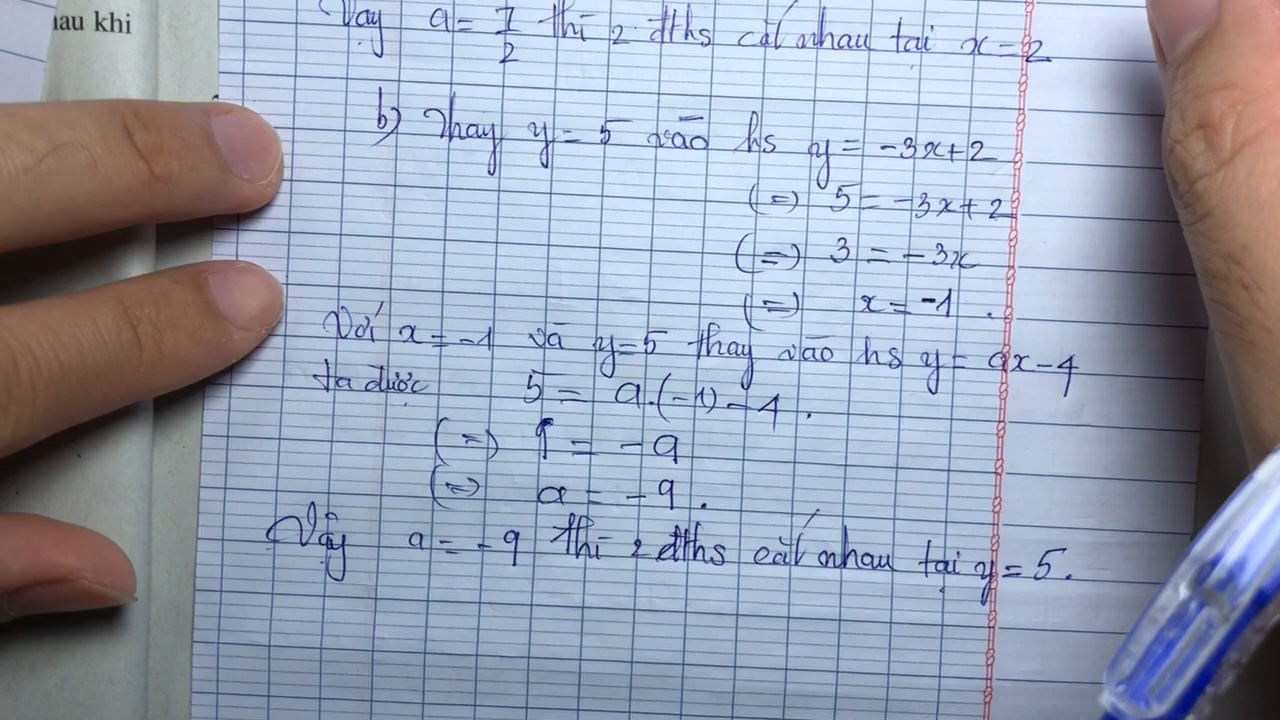 hau khi
Vậy a = 7/2 thì 2 đths cắt nhau tại x = 2
b) Thay y = 5 vào hs y = -3x+2
(=) 5 = -3x+2
(=) 3 = -3x
(=) x = -1.
Với x = -1 và y=5 thay vào hs y = ax-4
ta được 5 = a.(-1) - 4.
(=) 9 = -a
(=) a = -9.
Vậy a = -9 thì 2 đths cắt nhau tại y = 5.